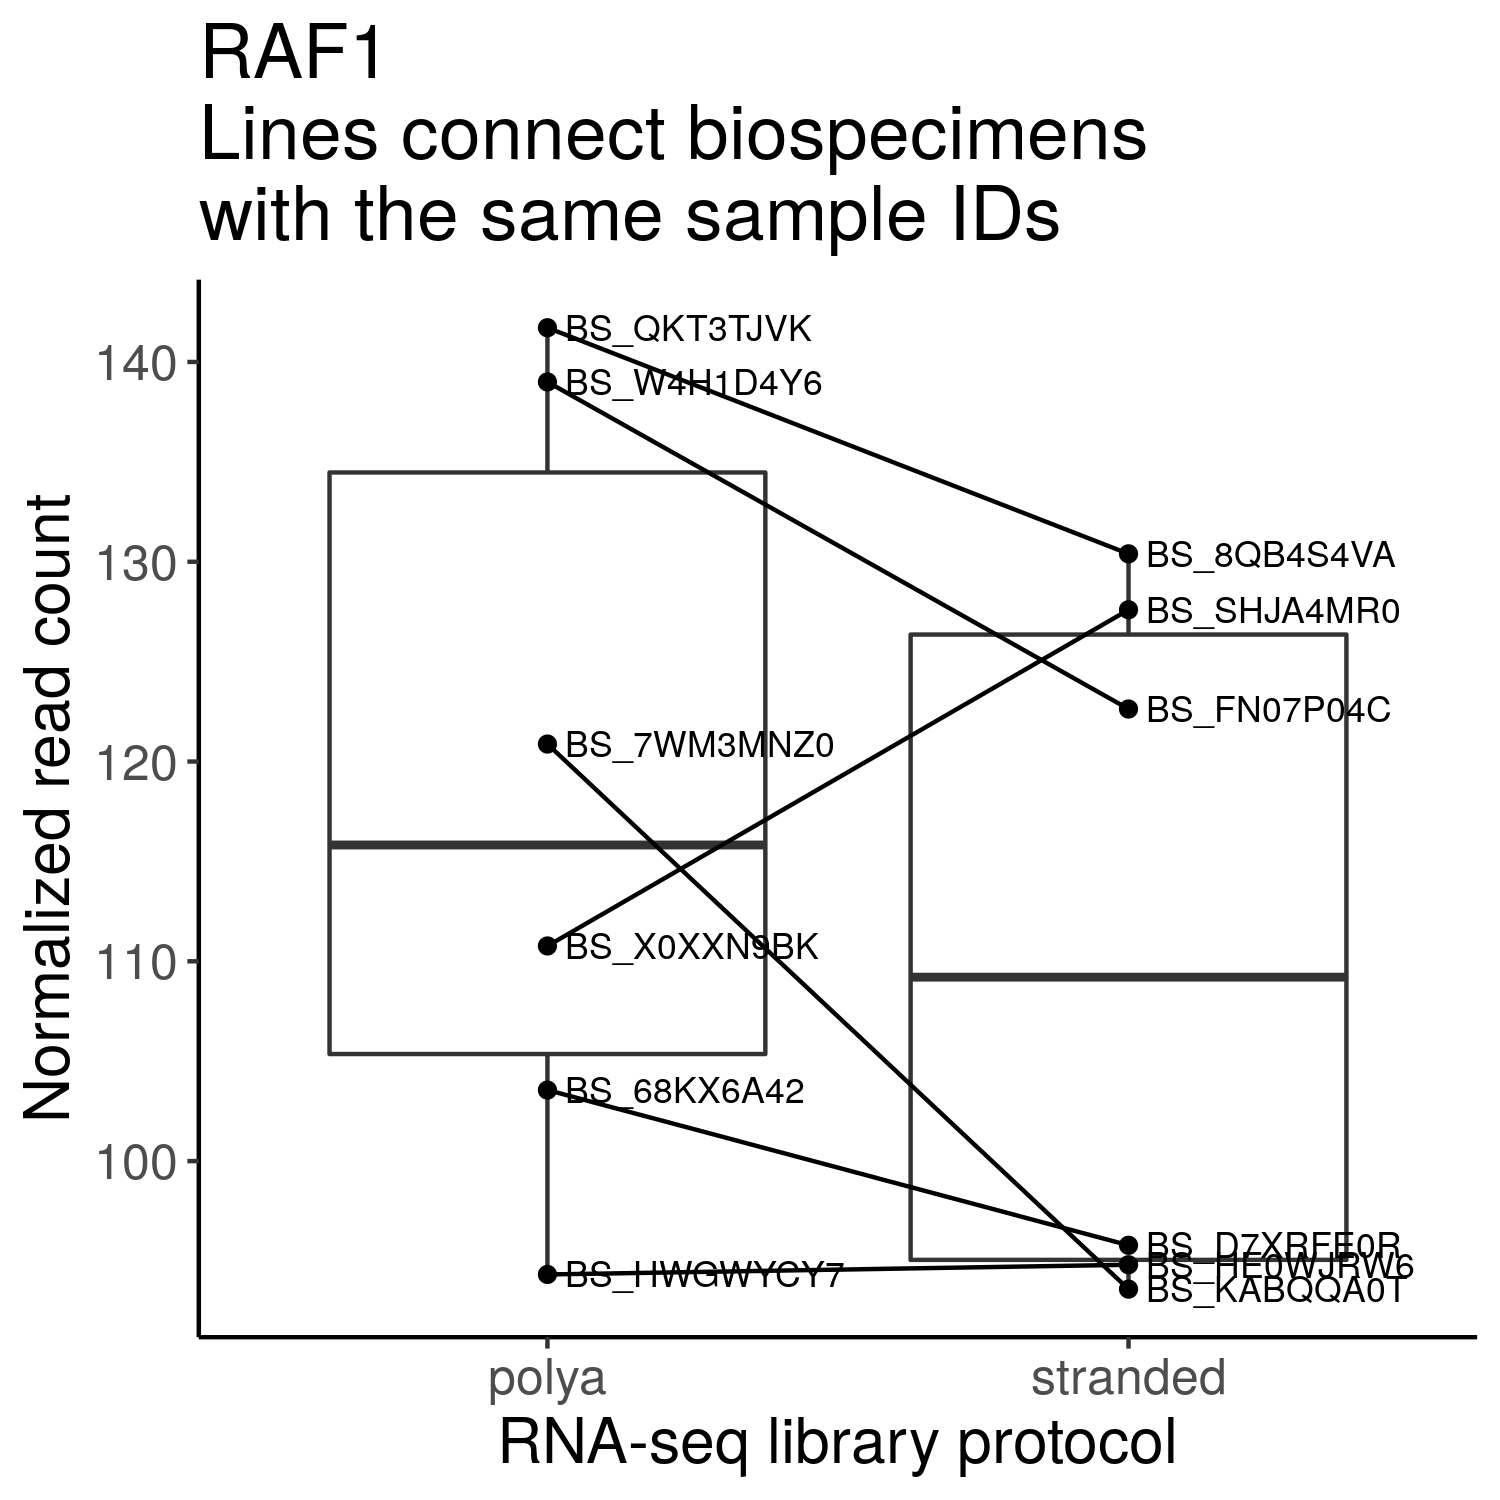 RAF1
Lines connect biospecimens
with the same sample IDs
Normalized read count
140
130
120
110
100
BS_QKT3TJVK
BS_W4H1D4Y6
BS_7WM3MNZ0
BS_X0XXN9BK
BS_68KX6A42
BS_HWGWYCY7
BS_8QB4S4VA
BS_SHJA4MR0
BS_FN07P04C
BS_D7XRFE0R
BS_HE0WJRW6
BS_KABQQA0T
polya
stranded
RNA-seq library protocol